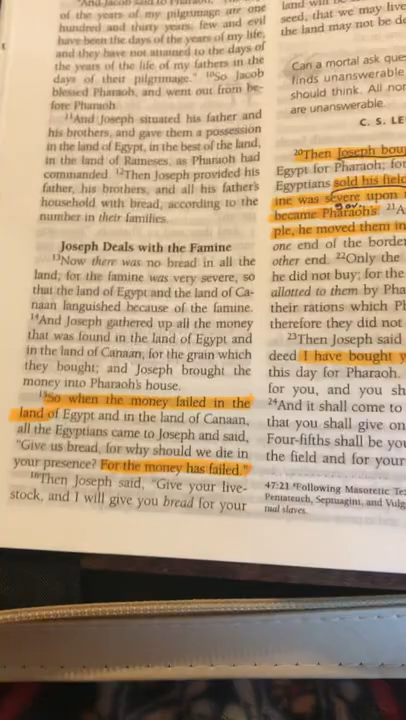 "And Jacob said to Pharaoh, "The days
of the years of my pilgrimage are one
hundred and thirty years; few and evil
have been the days of the years of my life,
and they have not attained to the days of
the years of the life of my fathers in the
days of their pilgrimage." 10So Jacob
blessed Pharaoh, and went out from be-
fore Pharaoh.
11And Joseph situated his father and
his brothers, and gave them a possession
in the land of Egypt, in the best of the land,
in the land of Rameses, as Pharaoh had
commanded. 12Then Joseph provided his
father, his brothers, and all his father's
household with bread, according to the
number in their families.
Joseph Deals with the Famine
13Now there was no bread in all the
land; for the famine was very severe, so
that the land of Egypt and the land of Ca-
naan languished because of the famine.
14And Joseph gathered up all the money
that was found in the land of Egypt and
in the land of Canaan, for the grain which
they bought; and Joseph brought the
money into Pharaoh's house.
15So when the money failed in the
land of Egypt and in the land of Canaan,
all the Egyptians came to Joseph and said,
"Give us bread, for why should we die in
your presence? For the money has failed."
16Then Joseph said, "Give your live-
stock, and I will give you bread for your
land will
seed, that we may live
the land may not be de
Can a mortal ask que
finds unanswerable
should think. All nor
are unanswerable.
C. S. LE
20Then Joseph bou
Egypt for Pharaoh; for
Egyptians sold his field
ine was severe upon
gov.
became Pharaoh's. 21A
ple, he moved them in
one end of the border
other end. 22Only the
he did not buy; for the
allotted to them by Pha
their rations which Ph
therefore they did not
23Then Joseph said
deed I have bought y
this day for Pharaoh.
for you, and you sh
24And it shall come to
that you shall give on
Four-fifths shall be yo
the field and for your
47:21 aFollowing Masoretic Te
Pentateuch, Septuagint, and Vulg
tual slaves.